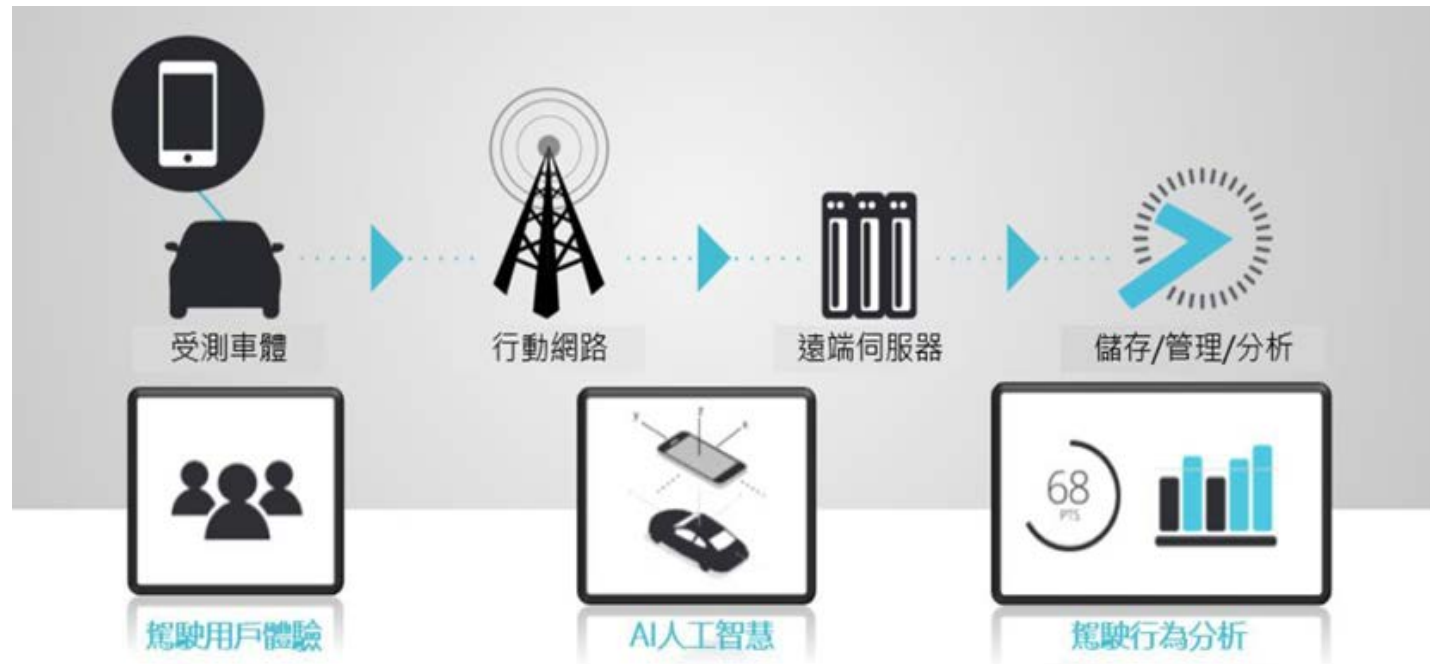 受測車體
行動網路
遠端伺服器
儲存/管理/分析
y
z
x
68
PTS
駕駛用戶體驗
AI人工智慧
駕駛行為分析